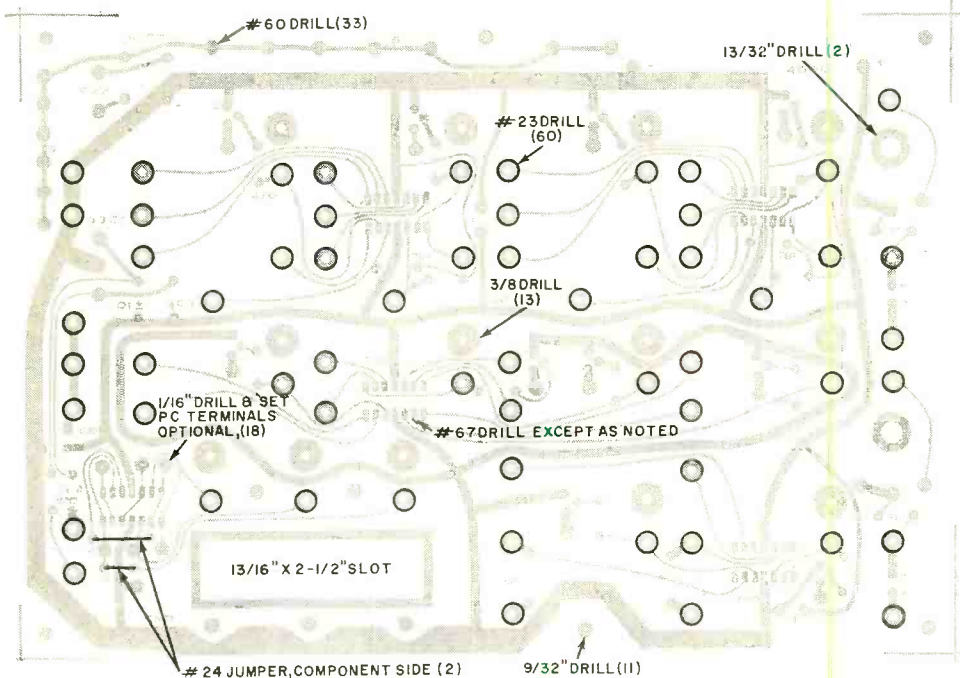 #60 DRILL(33)
13/32" DRILL(2)
#23 DRILL
(60)
3/8 DRILL
(13)
1/16" DRILL & SET
PC TERMINALS
OPTIONAL,(18)
#67 DRILL EXCEPT AS NOTED
13/16" X 2-1/2" SLOT
#24 JUMPER,COMPONENT SIDE (2)
9/32" DRILL(11)